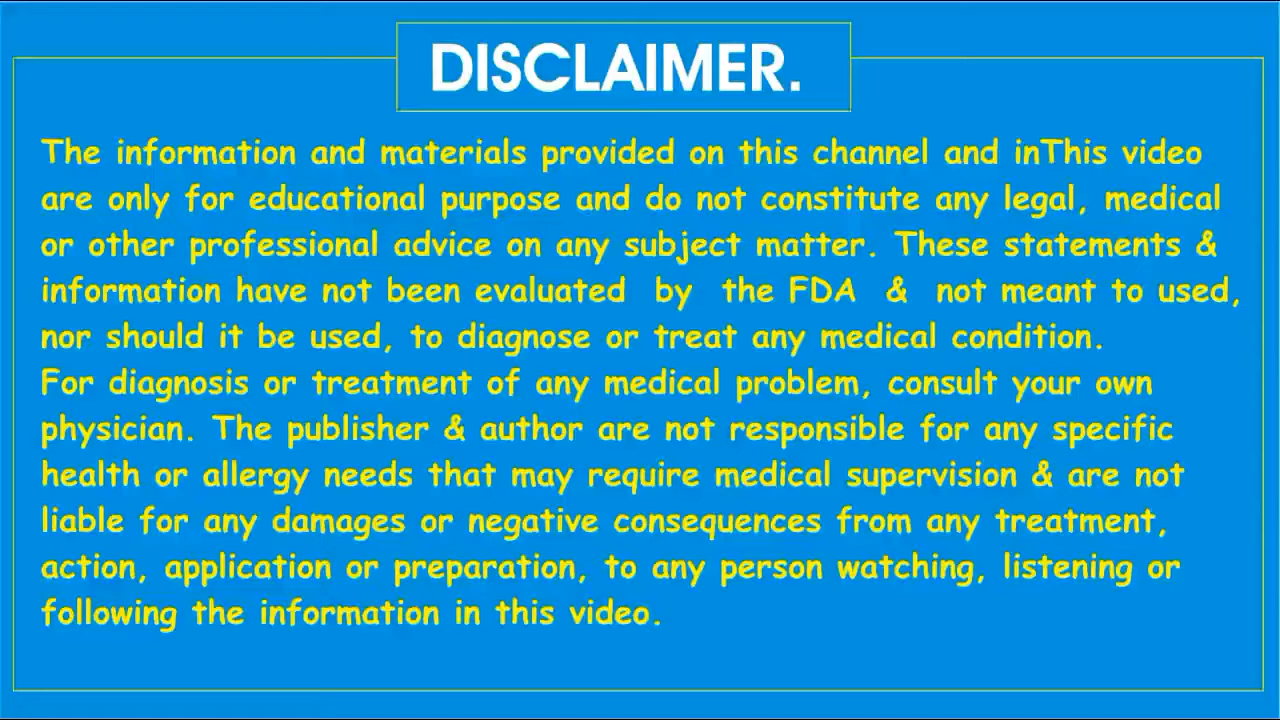 DISCLAIMER.
The information and materials provided on this channel and inThis video
are only for educational purpose and do not constitute any legal, medical
or other professional advice on any subject matter. These statements &
information have not been evaluated by the FDA & not meant to used,
nor should it be used, to diagnose or treat any medical condition.
For diagnosis or treatment of any medical problem, consult your own
physician. The publisher & author are not responsible for any specific
health or allergy needs that may require medical supervision & are not
liable for any damages or negative consequences from any treatment,
action, application or preparation, to any person watching, listening or
following the information in this video.